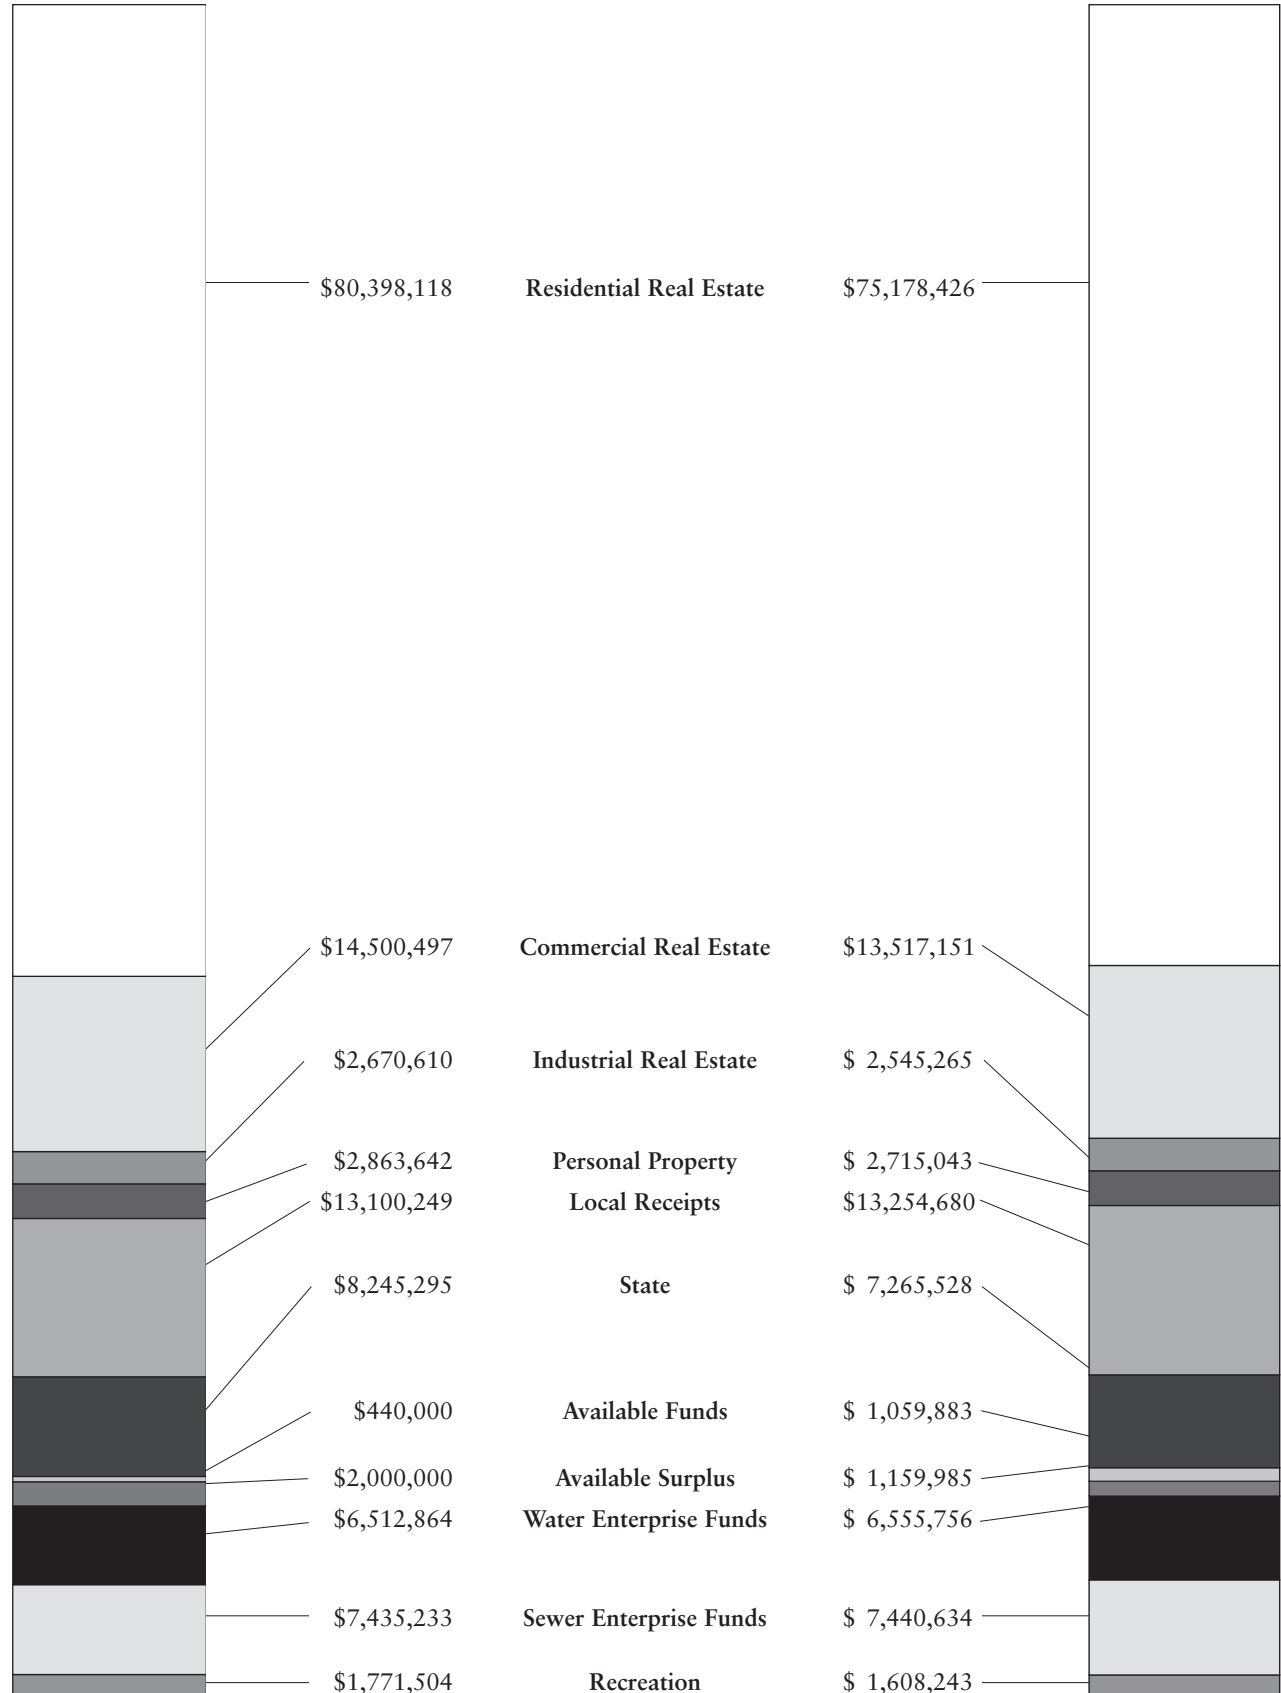 $80,398,118 Residential Real Estate $75,178,426
$14,500,497 Commercial Real Estate $13,517,151
$2,670,610 Industrial Real Estate $ 2,545,265
$2,863,642 Personal Property $ 2,715,043
$13,100,249 Local Receipts $13,254,680
$8,245,295 State $ 7,265,528
$440,000 Available Funds $ 1,059,883
$2,000,000 Available Surplus $ 1,159,985
$6,512,864 Water Enterprise Funds $ 6,555,756
$7,435,233 Sewer Enterprise Funds $ 7,440,634
$1,771,504 Recreation $ 1,608,243